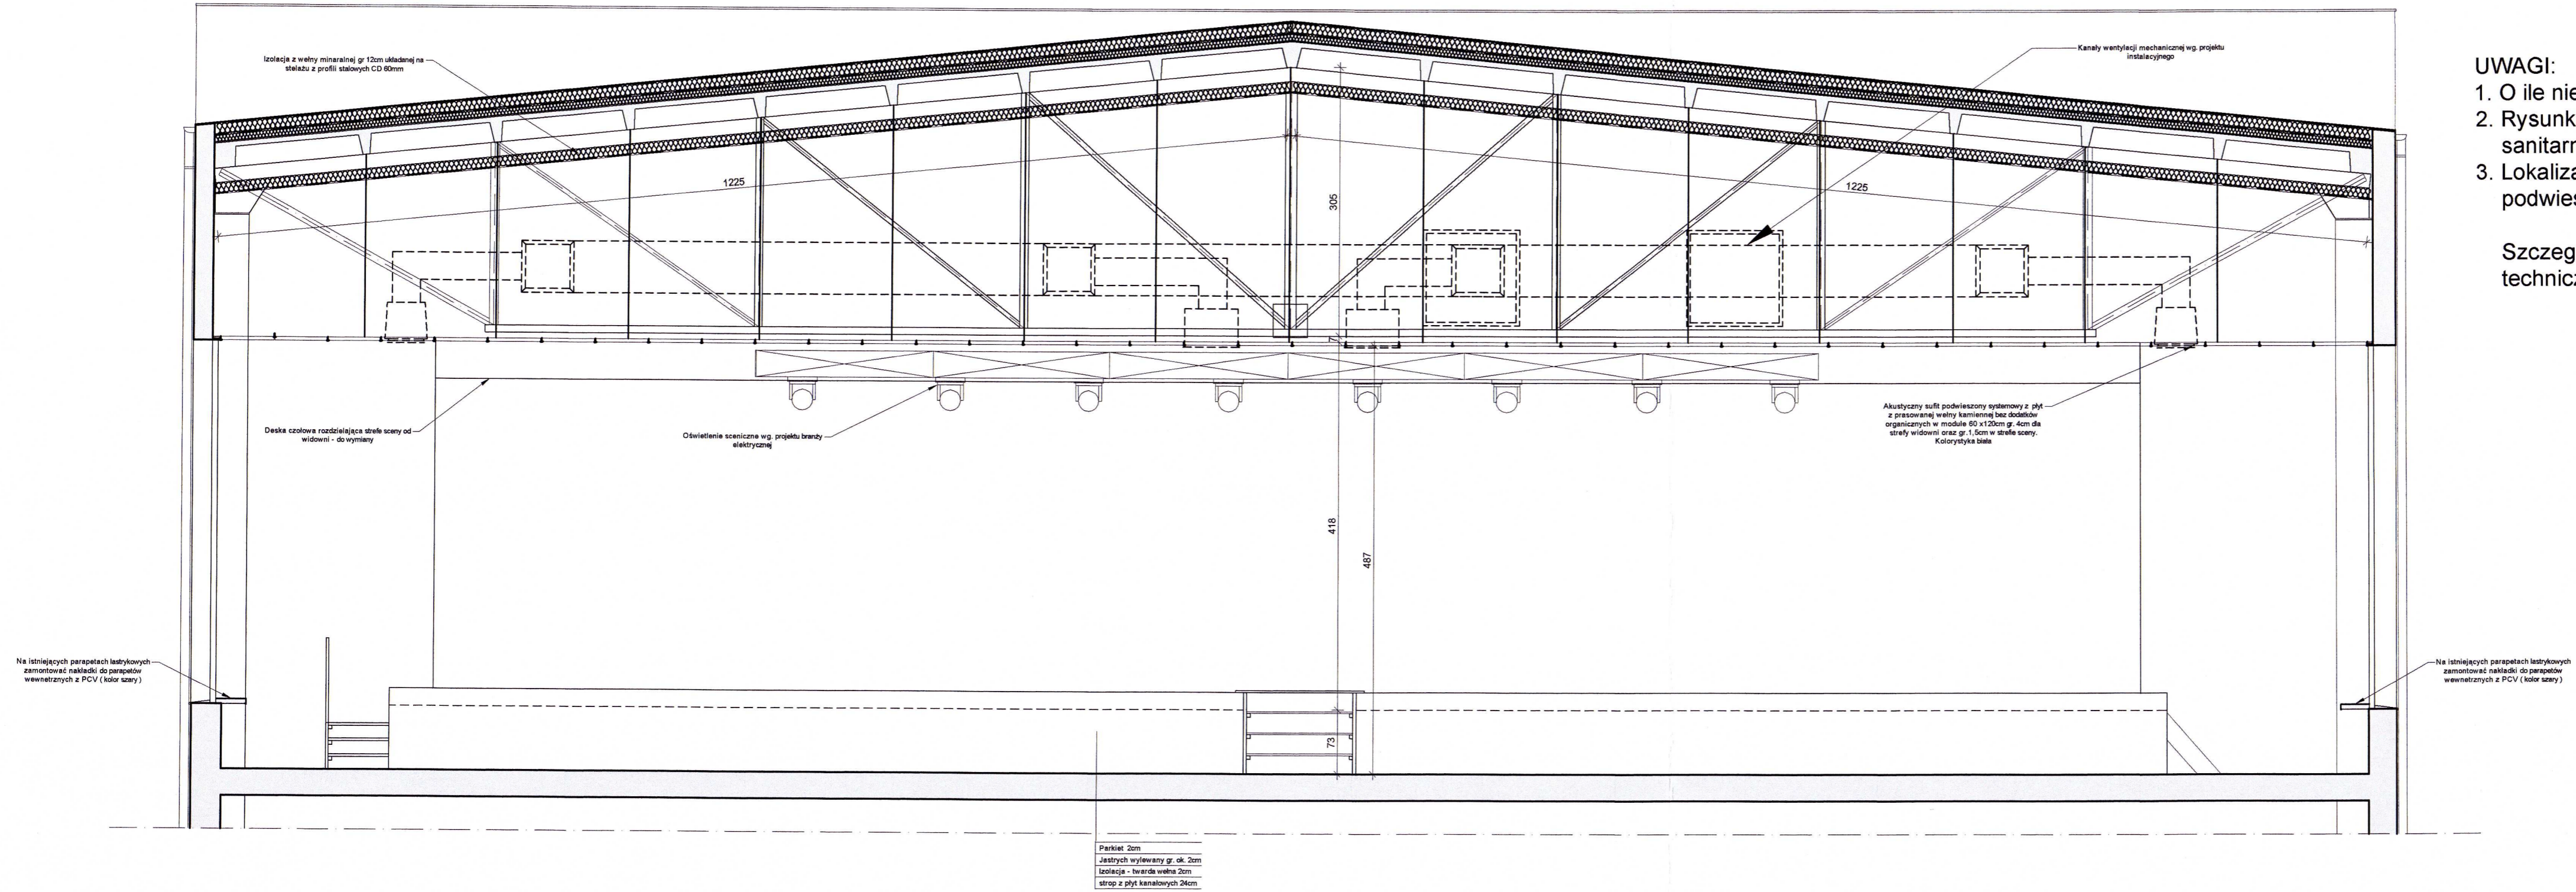 Izolacja z wełny minaralnej gr 12cm układanej na
stelażu z profili stalowych CD 60mm
Kanały wentylacji mechanicznej wg. projektu
instalacyjnego
UWAGI:
1. O ile nie
2. Rysunk
sanitarn
3. Lokaliza
podwies
Szczeg
technicz
1225
1225
305
7
Deska czołowa rozdzielająca strefe sceny od
widowni - do wymiany
Oświetlenie sceniczne wg. projektu branży
elektrycznej
Akustyczny sufit podwieszony systemowy z płyt
z prasowanej wełny kamiennej bez dodatków
organicznych w module 60 x120cm gr. 4cm dla
strefy widowni oraz gr.1,5cm w strefie sceny.
Kolorystyka biała
418
487
Na istniejących parapetach lastrykowych
zamontować nakładki do parapetów
wewnetrznych z PCV ( kolor szary )
Na istniejących parapetach lastrykowych
zamontować nakładki do parapetów
wewnetrznych z PCV ( kolor szary )
73
Parkiet 2cm
Jastrych wylewany gr. ok. 2cm
Izolacja - twarda wełna 2cm
strop z płyt kanałowych 24cm